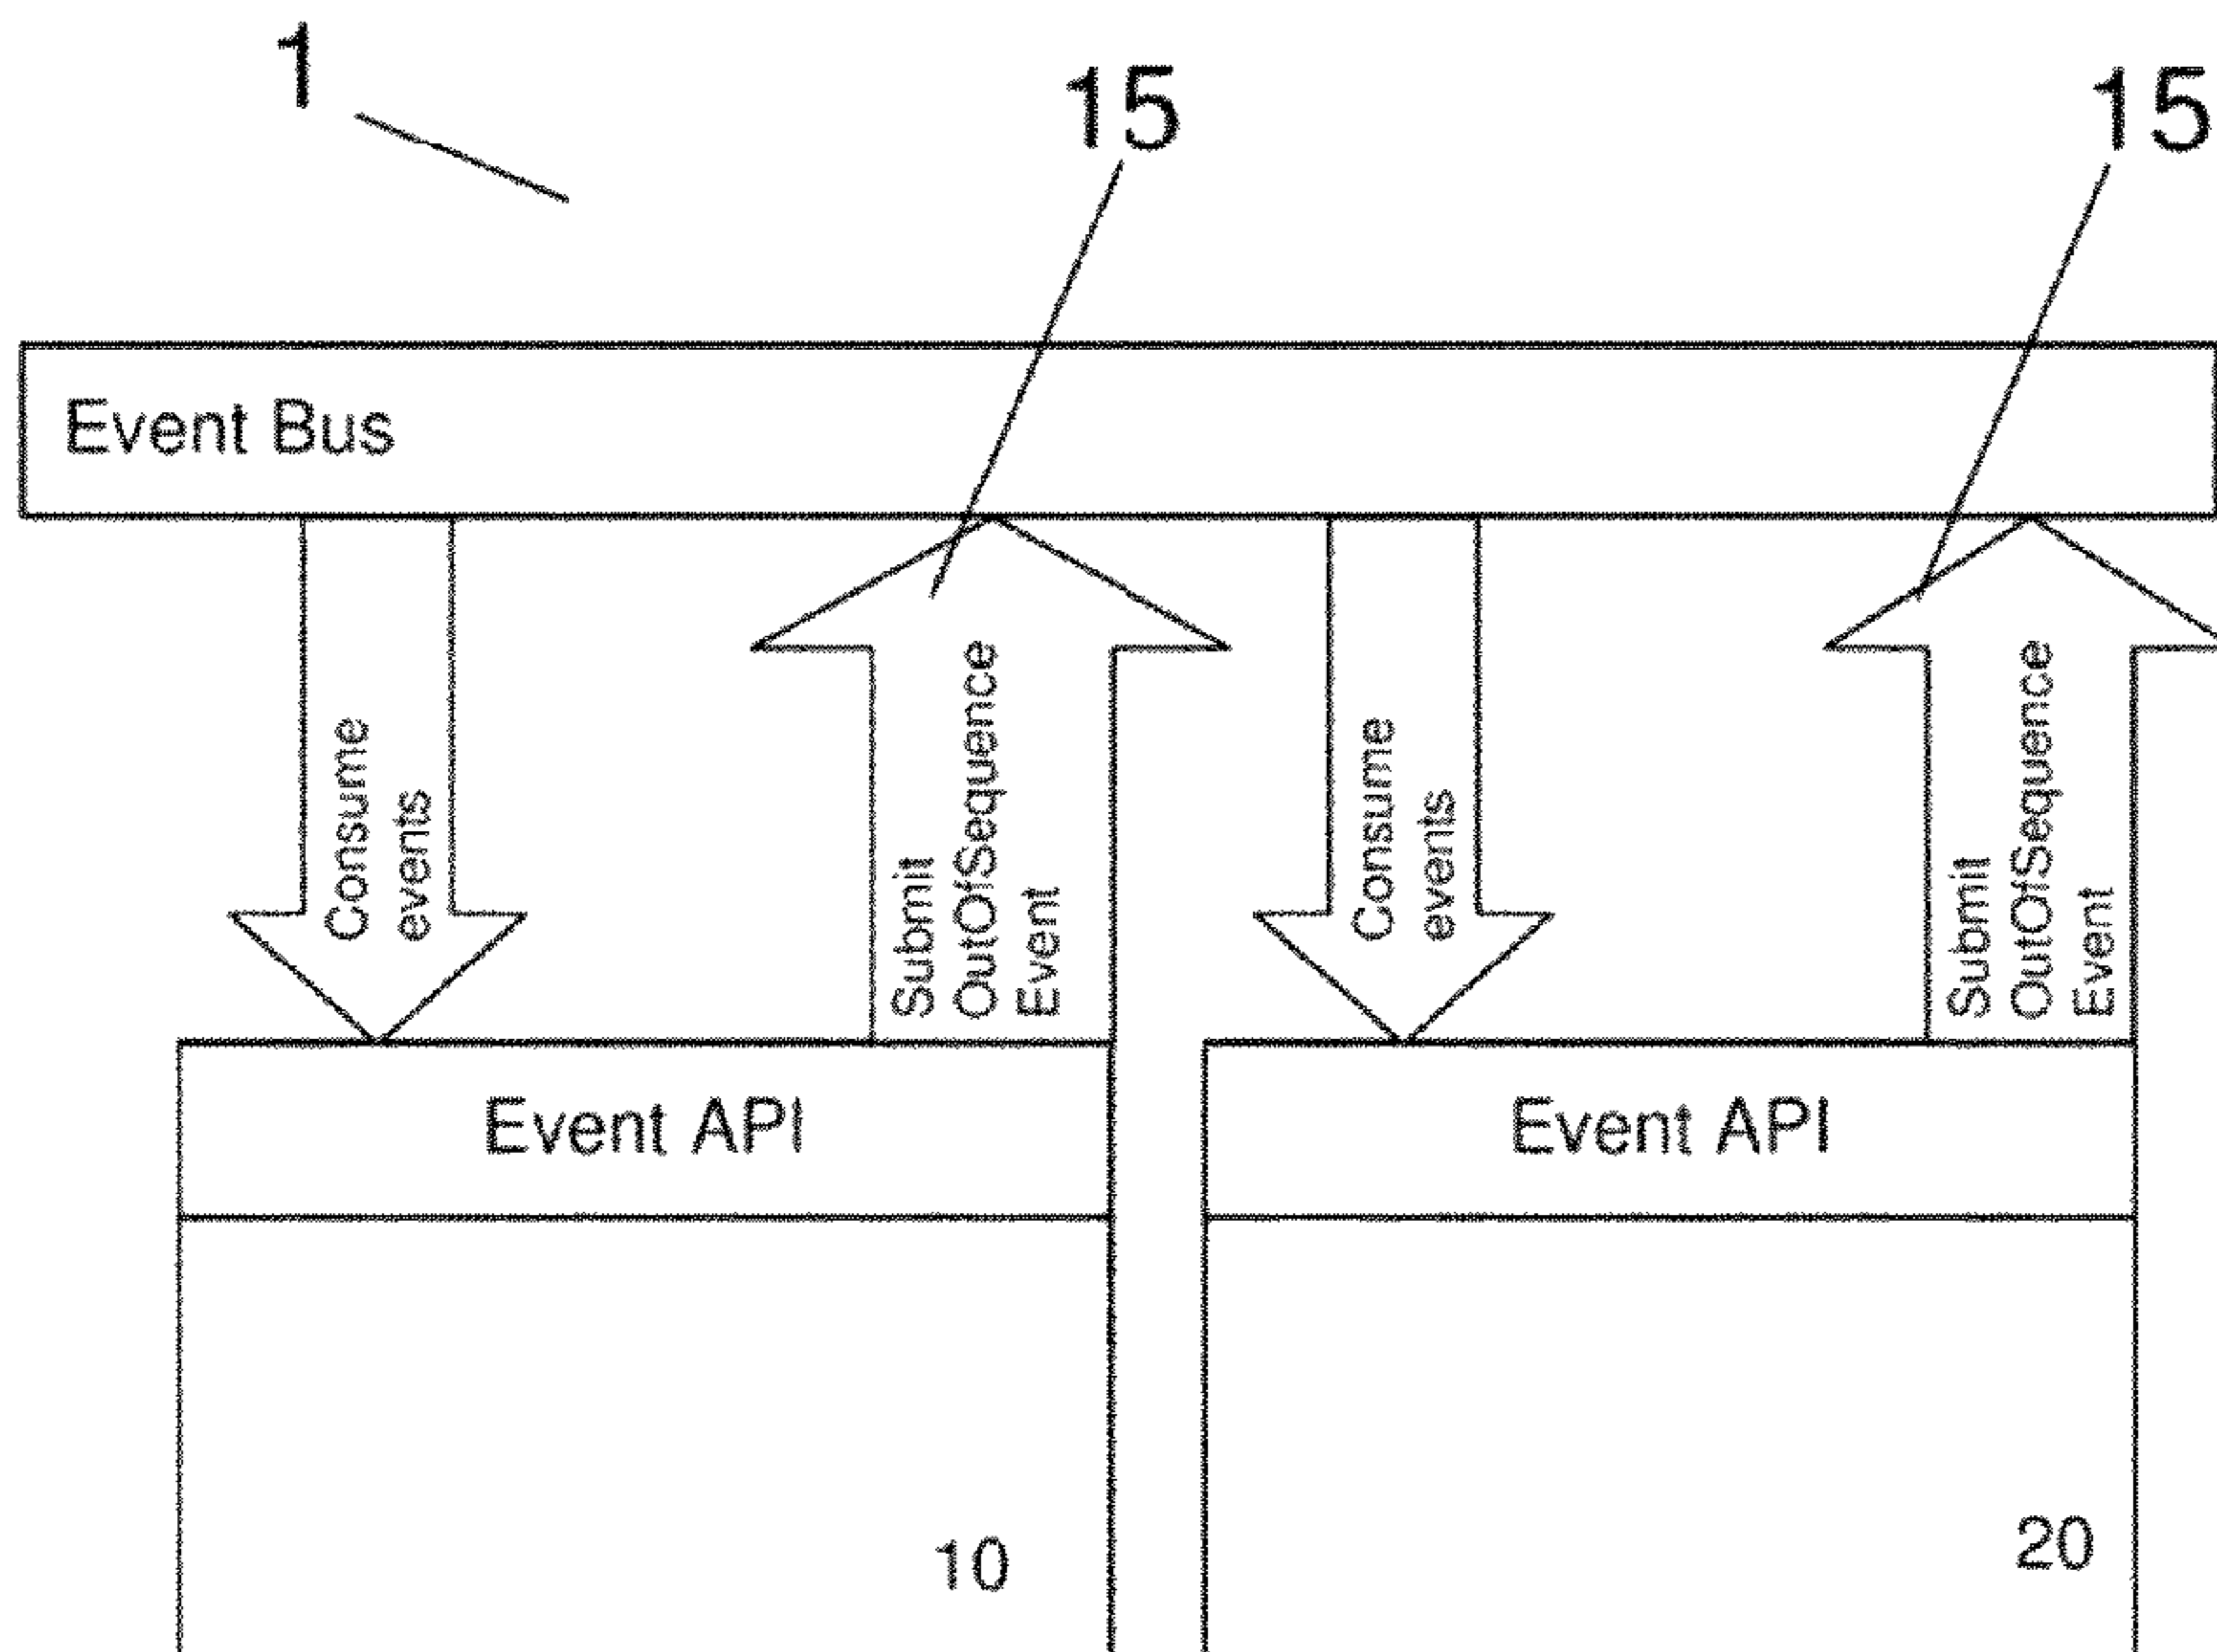 1
15
15
Event Bus
Consume
events
Submit
OutOfSequence
Event
Consume
events
Submit
OutOfSequence
Event
Event API
Event API
10
20